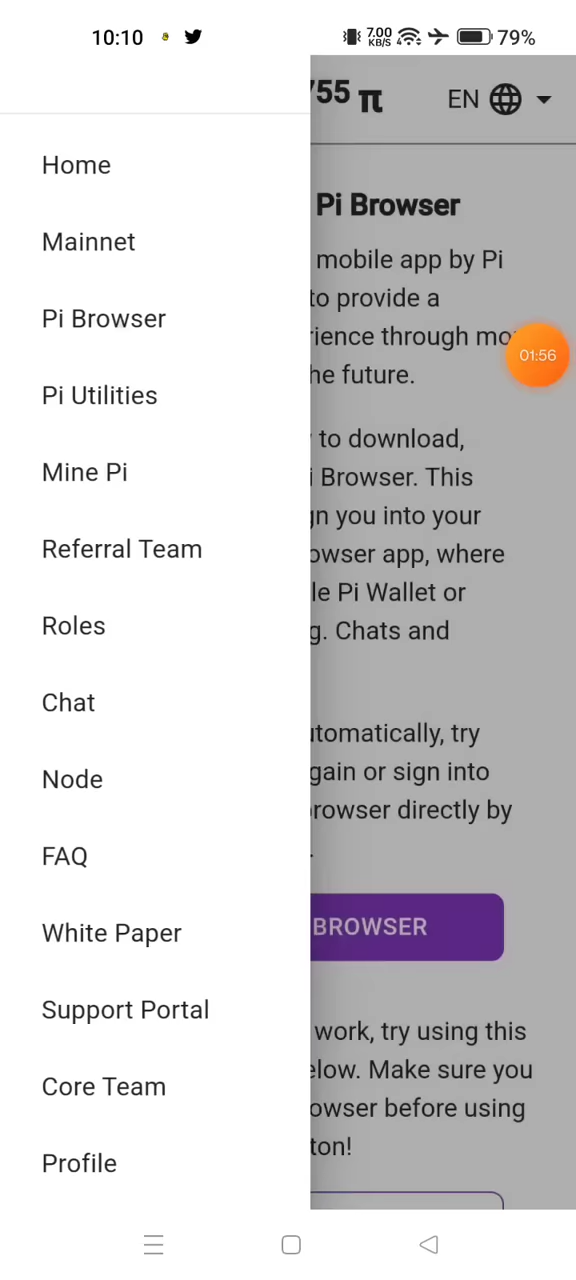 10:10
7.00 KB/S
79%
755 π
EN
Home
Mainnet
Pi Browser
Pi Utilities
Mine Pi
Referral Team
Roles
Chat
Node
FAQ
White Paper
Support Portal
Core Team
Profile
Pi Browser
mobile app by Pi
to provide a
rience through
01:56
he future.
to download,
i Browser. This
gn you into your
owser app, where
le Pi Wallet or
g. Chats and
utomatically, try
gain or sign into
browser directly by
.
BROWSER
work, try using this
elow. Make sure you
owser before using
ton!